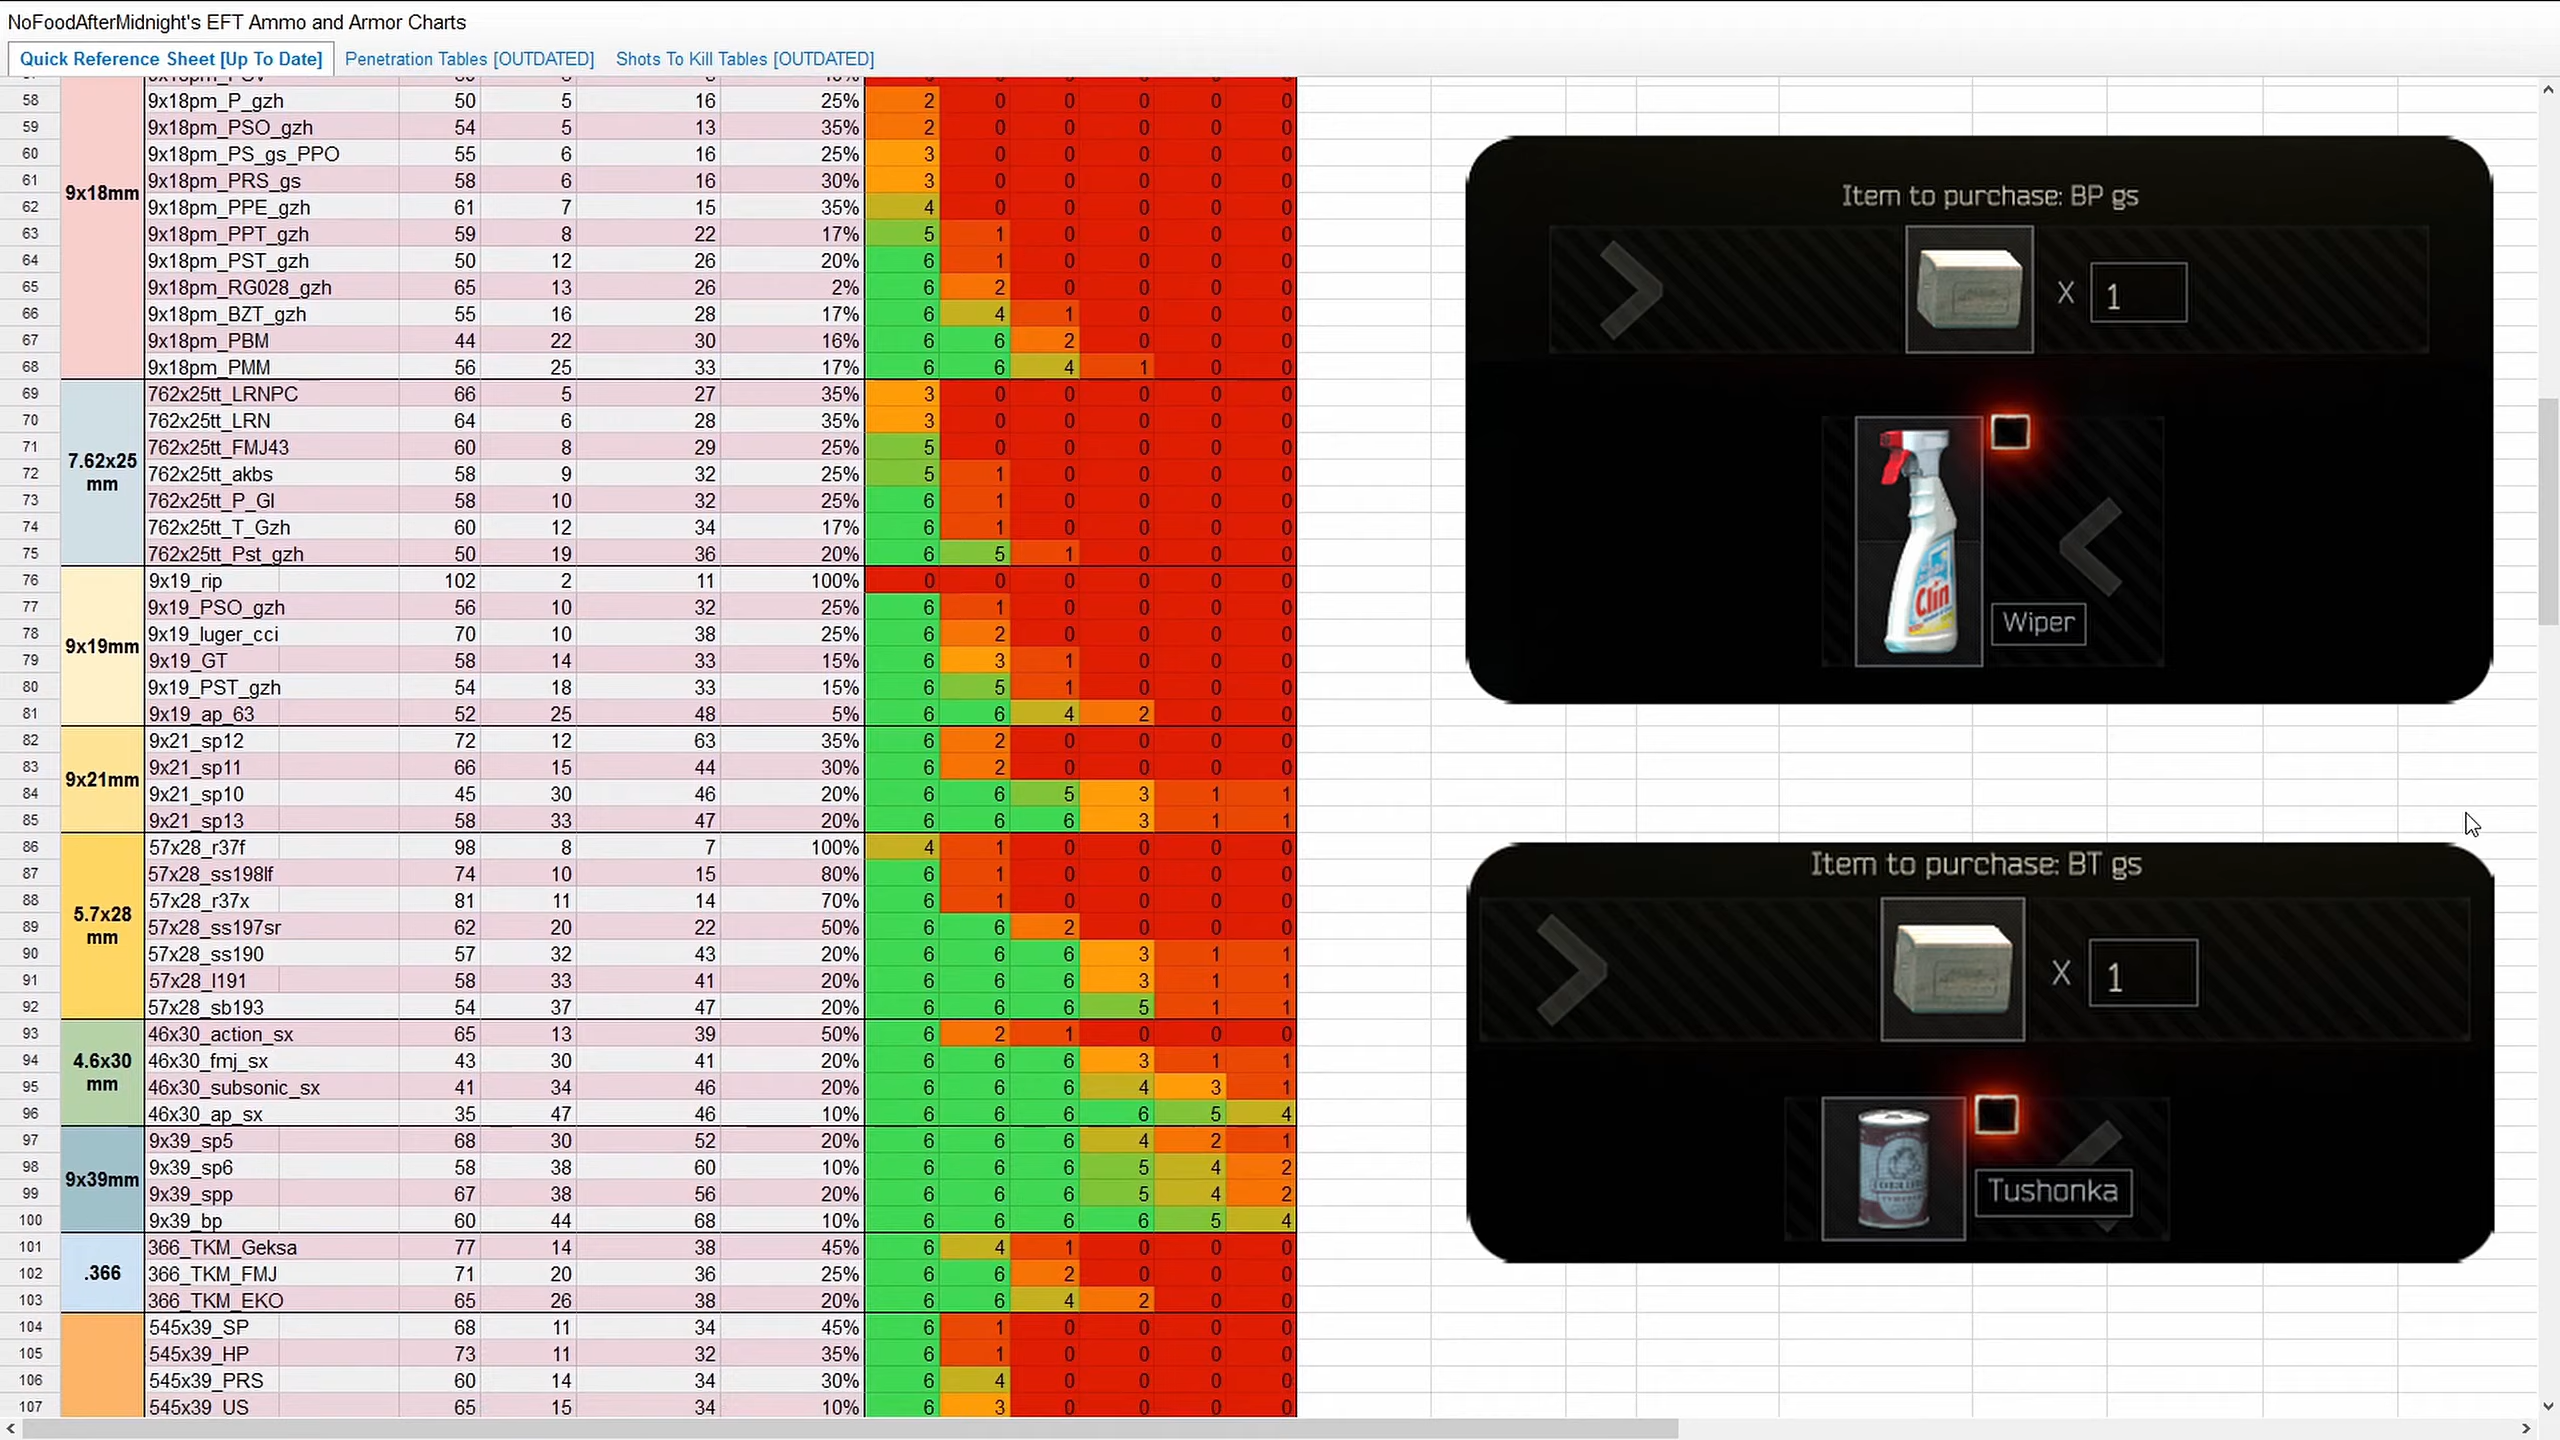 NoFoodAfterMidnight's EFT Ammo and Armor Charts
Quick Reference Sheet [Up To Date] Penetration Tables [OUTDATED] Shots To Kill Tables [OUTDATED]
58 9x18pm_P_gzh 50 5 16 25% 2 0 0 0 0 0
59 9x18pm_PSO_gzh 54 5 13 35% 2 0 0 0 0 0
60 9x18pm_PS_gs_PPO 55 6 16 25% 3 0 0 0 0 0
61 9x18pm_PRS_gs 58 6 16 30% 3 0 0 0 0 0
9x18mm
62 9x18pm_PPE_gzh 61 7 15 35% 4 0 0 0 0 0
63 9x18pm_PPT_gzh 59 8 22 17% 5 1 0 0 0 0
64 9x18pm_PST_gzh 50 12 26 20% 6 1 0 0 0 0
65 9x18pm_RG028_gzh 65 13 26 2% 6 2 0 0 0 0
66 9x18pm_BZT_gzh 55 16 28 17% 6 4 1 0 0 0
67 9x18pm_PBM 44 22 30 16% 6 6 2 0 0 0
68 9x18pm_PMM 56 25 33 17% 6 6 4 1 0 0
69 762x25tt_LRNPC 66 5 27 35% 3 0 0 0 0 0
70 762x25tt_LRN 64 6 28 35% 3 0 0 0 0 0
71 762x25tt_FMJ43 60 8 29 25% 5 0 0 0 0 0
7.62x25
mm
72 762x25tt_akbs 58 9 32 25% 5 1 0 0 0 0
73 762x25tt_P_Gl 58 10 32 25% 6 1 0 0 0 0
74 762x25tt_T_Gzh 60 12 34 17% 6 1 0 0 0 0
75 762x25tt_Pst_gzh 50 19 36 20% 6 5 1 0 0 0
76 9x19_rip 102 2 11 100% 0 0 0 0 0 0
77 9x19_PSO_gzh 56 10 32 25% 6 1 0 0 0 0
78 9x19_luger_cci 70 10 38 25% 6 2 0 0 0 0
9x19mm
79 9x19_GT 58 14 33 15% 6 3 1 0 0 0
80 9x19_PST_gzh 54 18 33 15% 6 5 1 0 0 0
81 9x19_ap_63 52 25 48 5% 6 6 4 2 0 0
82 9x21_sp12 72 12 63 35% 6 2 0 0 0 0
83 9x21_sp11 66 15 44 30% 6 2 0 0 0 0
9x21mm
84 9x21_sp10 45 30 46 20% 6 6 5 3 1 1
85 9x21_sp13 58 33 47 20% 6 6 6 3 1 1
86 57x28_r37f 98 8 7 100% 4 1 0 0 0 0
87 57x28_ss198lf 74 10 15 80% 6 1 0 0 0 0
88 57x28_r37x 81 11 14 70% 6 1 0 0 0 0
5.7x28
mm
89 57x28_ss197sr 62 20 22 50% 6 6 2 0 0 0
90 57x28_ss190 57 32 43 20% 6 6 6 3 1 1
91 57x28_l191 58 33 41 20% 6 6 6 3 1 1
92 57x28_sb193 54 37 47 20% 6 6 6 5 1 1
93 46x30_action_sx 65 13 39 50% 6 2 1 0 0 0
94 46x30_fmj_sx 43 30 41 20% 6 6 6 3 1 1
4.6x30
mm
95 46x30_subsonic_sx 41 34 46 20% 6 6 6 4 3 1
96 46x30_ap_sx 35 47 46 10% 6 6 6 6 5 4
97 9x39_sp5 68 30 52 20% 6 6 6 4 2 1
98 9x39_sp6 58 38 60 10% 6 6 6 5 4 2
9x39mm
99 9x39_spp 67 38 56 20% 6 6 6 5 4 2
100 9x39_bp 60 44 68 10% 6 6 6 6 5 4
101 366_TKM_Geksa 77 14 38 45% 6 4 1 0 0 0
.366
102 366_TKM_FMJ 71 20 36 25% 6 6 2 0 0 0
103 366_TKM_EKO 65 26 38 20% 6 6 4 2 0 0
104 545x39_SP 68 11 34 45% 6 1 0 0 0 0
105 545x39_HP 73 11 32 35% 6 1 0 0 0 0
106 545x39_PRS 60 14 34 30% 6 4 0 0 0 0
107 545x39_US 65 15 34 10% 6 3 0 0 0 0
Item to purchase: BP gs
X 1
Clin
Wiper
Item to purchase: BT gs
X 1
Tushonka